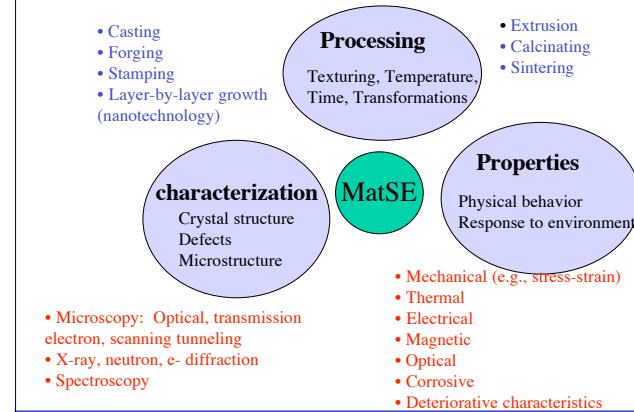 • Casting
• Forging
• Stamping
• Layer-by-layer growth
(nanotechnology)
Processing
Texturing, Temperature,
Time, Transformations
• Extrusion
• Calcinating
• Sintering
characterization
Crystal structure
Defects
Microstructure
MatSE
Properties
Physical behavior
Response to environment
• Microscopy: Optical, transmission
electron, scanning tunneling
• X-ray, neutron, e- diffraction
• Spectroscopy
• Mechanical (e.g., stress-strain)
• Thermal
• Electrical
• Magnetic
• Optical
• Corrosive
• Deteriorative characteristics